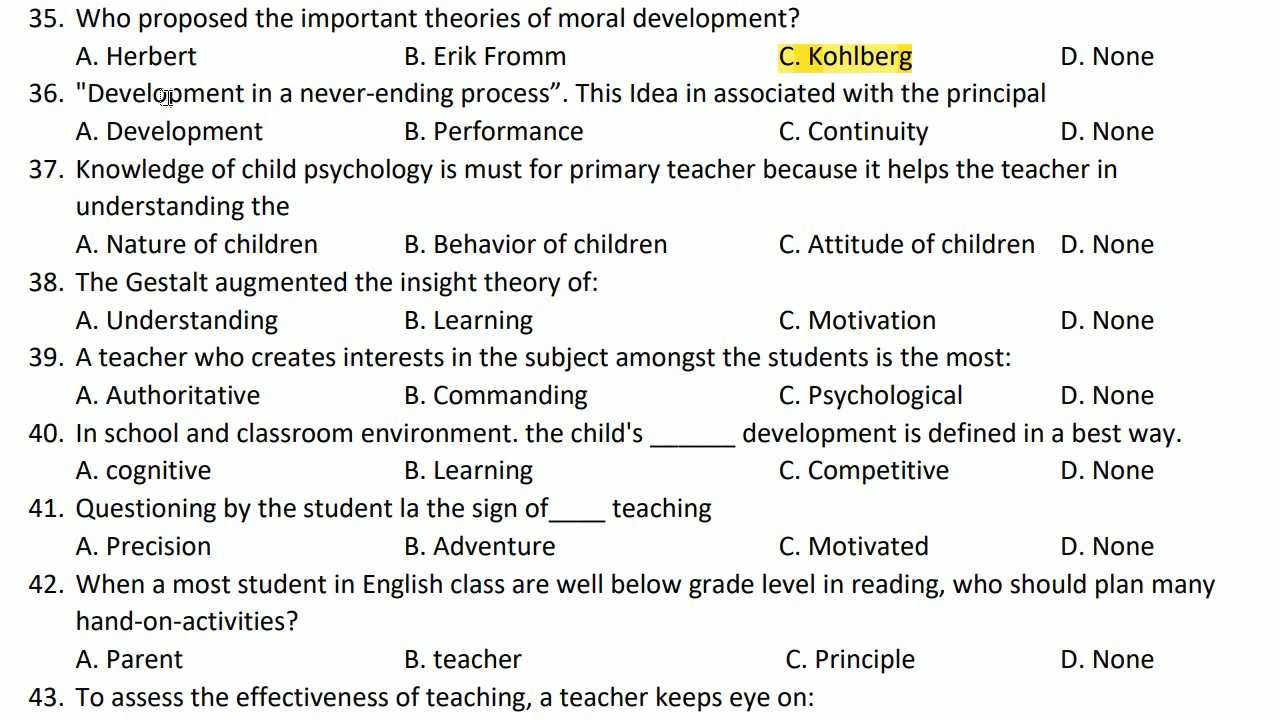 35. Who proposed the important theories of moral development?
A. Herbert B. Erik Fromm C. Kohlberg D. None
36. "Development in a never-ending process”. This Idea in associated with the principal
A. Development B. Performance C. Continuity D. None
37. Knowledge of child psychology is must for primary teacher because it helps the teacher in
understanding the
A. Nature of children B. Behavior of children C. Attitude of children D. None
38. The Gestalt augmented the insight theory of:
A. Understanding B. Learning C. Motivation D. None
39. A teacher who creates interests in the subject amongst the students is the most:
A. Authoritative B. Commanding C. Psychological D. None
40. In school and classroom environment. the child's ______ development is defined in a best way.
A. cognitive B. Learning C. Competitive D. None
41. Questioning by the student la the sign of____ teaching
A. Precision B. Adventure C. Motivated D. None
42. When a most student in English class are well below grade level in reading, who should plan many
hand-on-activities?
A. Parent B. teacher C. Principle D. None
43. To assess the effectiveness of teaching, a teacher keeps eye on: